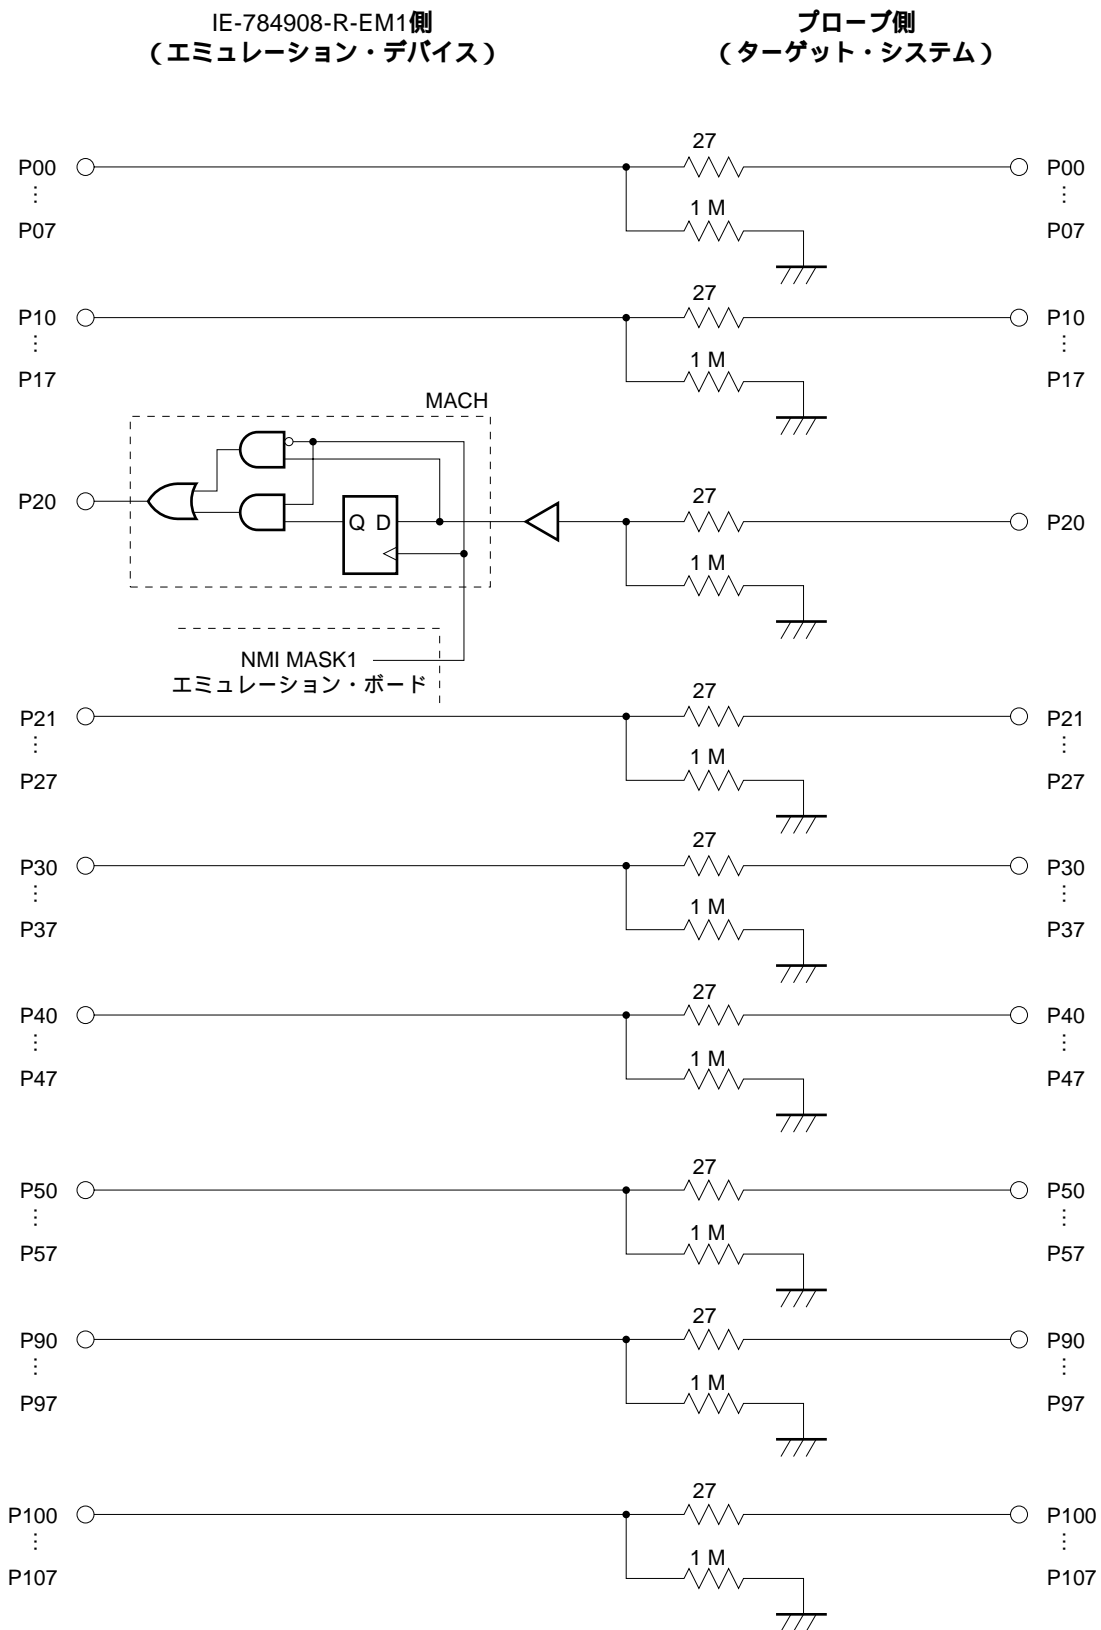 IE-784908-R-EM1側
（エミュレーション・デバイス）
プローブ側
（ターゲット・システム）
P00
⋮
P07
27
1 M
P00
⋮
P07
P10
⋮
P17
27
1 M
P10
⋮
P17
MACH
P20
Q D
27
1 M
P20
NMI MASK1
エミュレーション・ボード
P21
⋮
P27
27
1 M
P21
⋮
P27
P30
⋮
P37
27
1 M
P30
⋮
P37
P40
⋮
P47
27
1 M
P40
⋮
P47
P50
⋮
P57
27
1 M
P50
⋮
P57
P90
⋮
P97
27
1 M
P90
⋮
P97
P100
⋮
P107
27
1 M
P100
⋮
P107